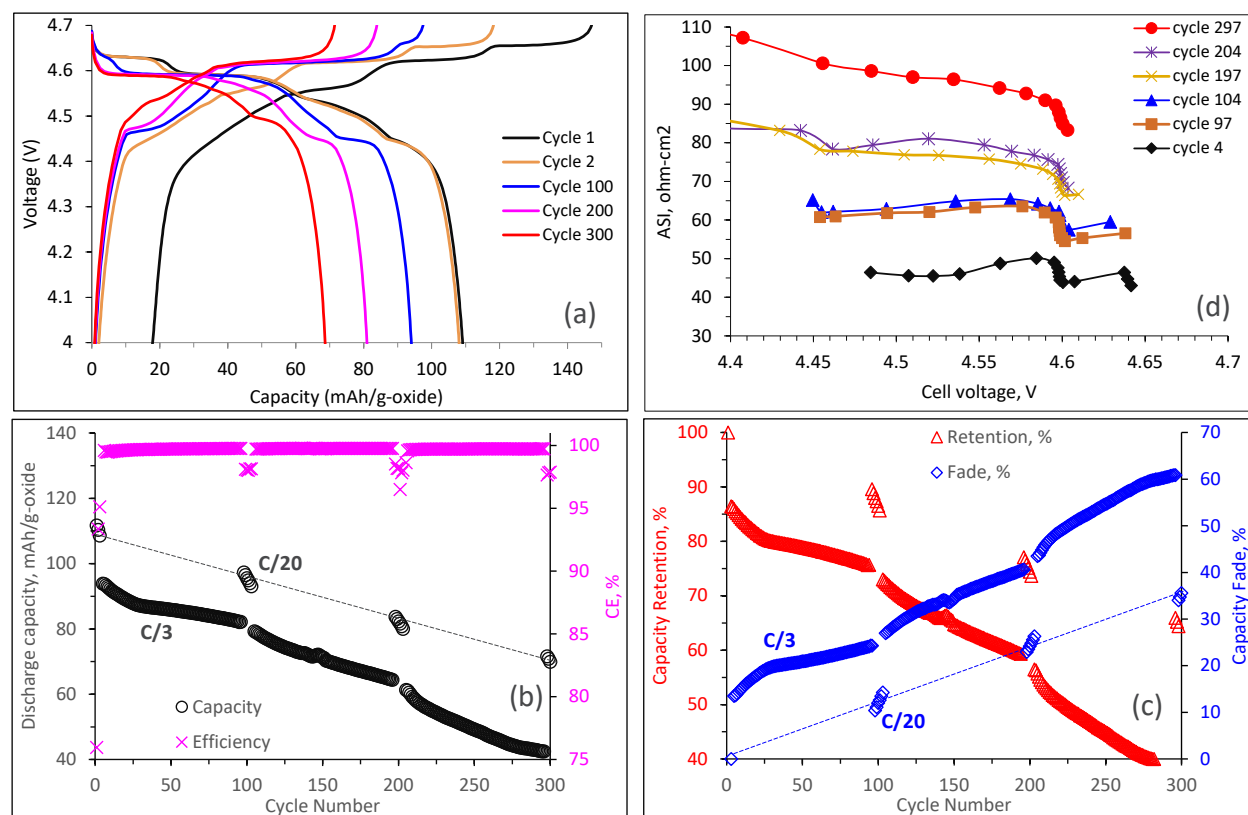 4.7
4.6
4.5
4.4
4.3
4.2
4.1
4
Voltage (V)
0 20 40 60 80 100 120 140
Capacity (mAh/g-oxide)
Cycle 1
Cycle 2
Cycle 100
Cycle 200
Cycle 300
(a)
110
100
90
80
70
60
50
40
30
ASI, ohm-cm2
4.4 4.45 4.5 4.55 4.6 4.65 4.7
Cell voltage, V
cycle 297
cycle 204
cycle 197
cycle 104
cycle 97
cycle 4
(d)
140
120
100
80
60
40
Discharge capacity, mAh/g-oxide
100
95
90
85
80
75
CE, %
0 50 100 150 200 250 300
Cycle Number
C/20
C/3
Capacity
Efficiency
(b)
100
90
80
70
60
50
40
Capacity Retention, %
70
60
50
40
30
20
10
0
Capacity Fade, %
0 50 100 150 200 250 300
Cycle Number
Retention, %
Fade, %
C/3
C/20
(c)